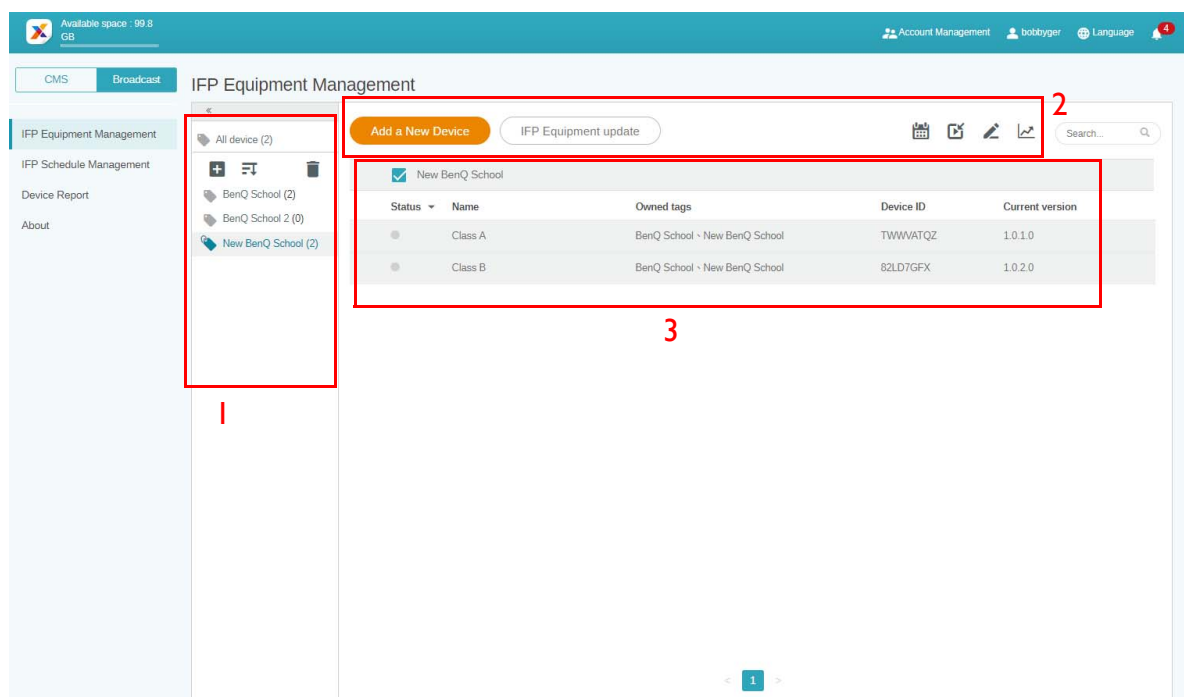 Available space : 99.8
GB
Account Management
bobbyger
Language
4
CMS
Broadcast
IFP Equipment Management
IFP Equipment Management
IFP Schedule Management
Device Report
About
«
All device (2)
BenQ School (2)
BenQ School 2 (0)
New BenQ School (2)
1
Add a New Device
IFP Equipment update
Search...
2
New BenQ School
Status Name Owned tags Device ID Current version
Class A BenQ School、New BenQ School TWWVATQZ 1.0.1.0
Class B BenQ School、New BenQ School 82LD7GFX 1.0.2.0
3
< 1 >